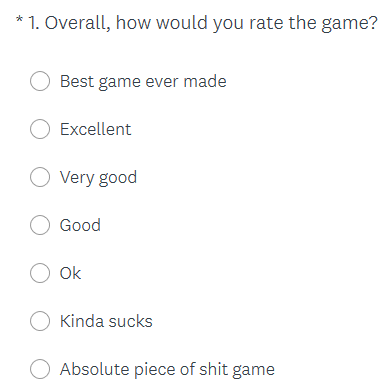 * 1. Overall, how would you rate the game?
Best game ever made
Excellent
Very good
Good
Ok
Kinda sucks
Absolute piece of shit game